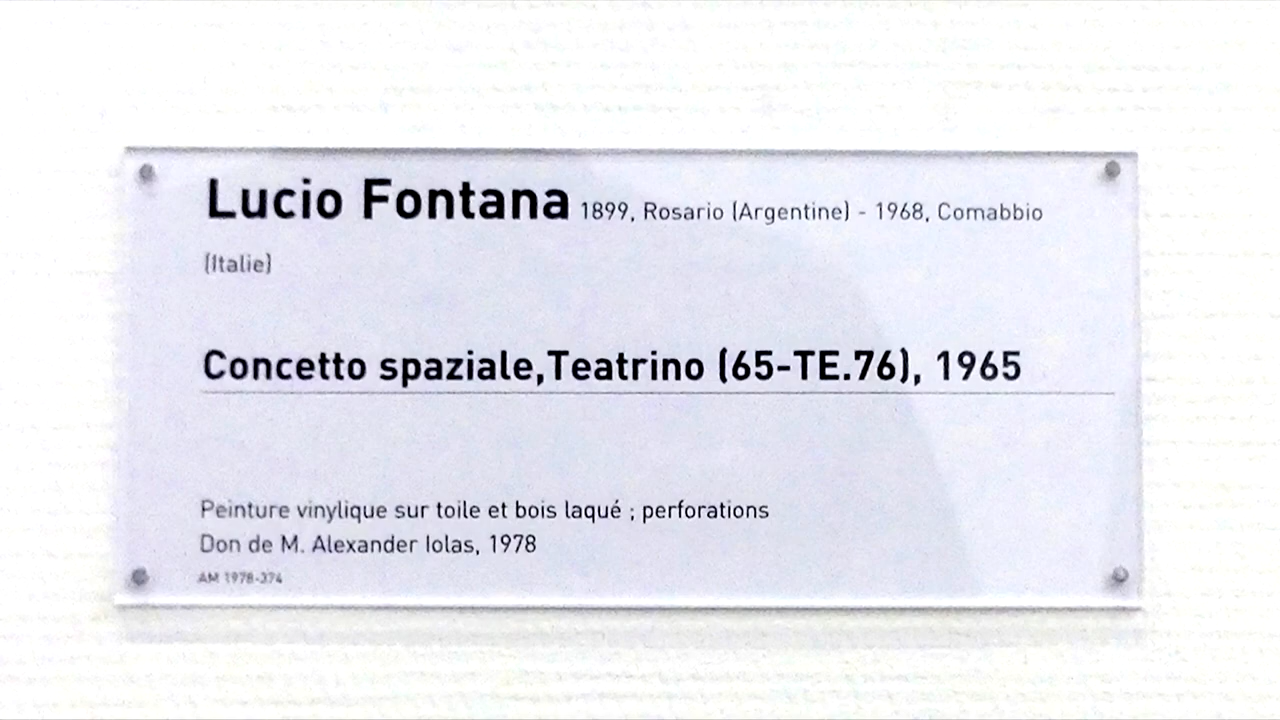 Lucio Fontana 1899, Rosario (Argentine) - 1968, Comabbio
(Italie)
Concetto spaziale,Teatrino (65-TE.76), 1965
Peinture vinylique sur toile et bois laqué ; perforations
Don de M. Alexander Iolas, 1978
AM 1978-374